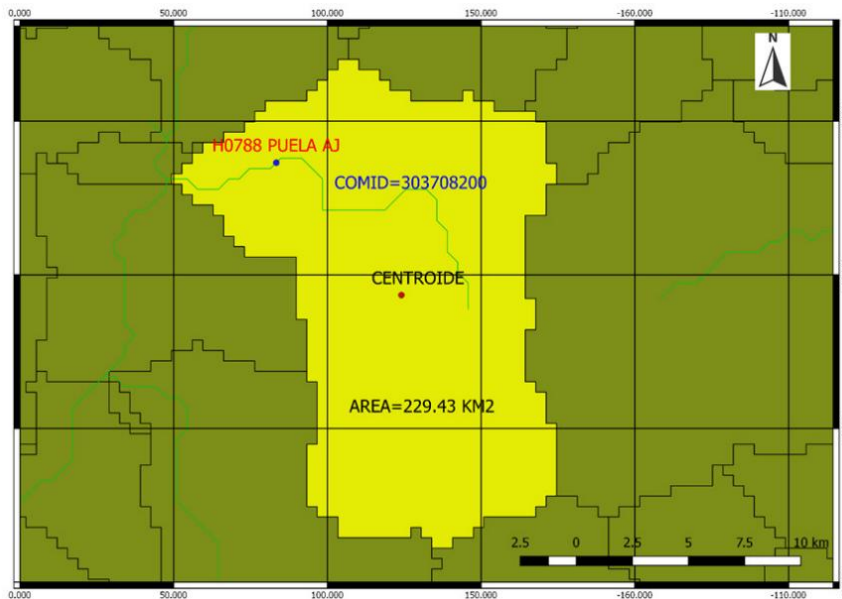 0.000 50.000 100.000 150.000 -160.000 -110.000
N
H0788 PUELA AJ
COMID=303708200
CENTROIDE
AREA=229.43 KM2
2.5 0 2.5 5 7.5 10 km
0.000 50.000 100.000 150.000 -160.000 -110.000